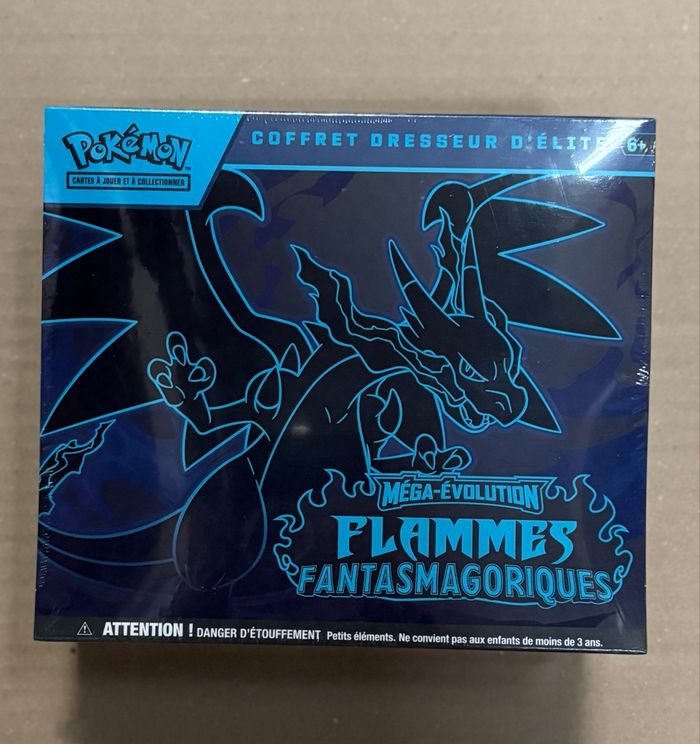 POKÉMON™
CARTES À JOUER ET À COLLECTIONNER
COFFRET DRESSEUR D'ÉLITE 6+
MÉGA-ÉVOLUTION
FLAMMES
FANTASMAGORIQUES
ATTENTION ! DANGER D'ÉTOUFFEMENT Petits éléments. Ne convient pas aux enfants de moins de 3 ans.